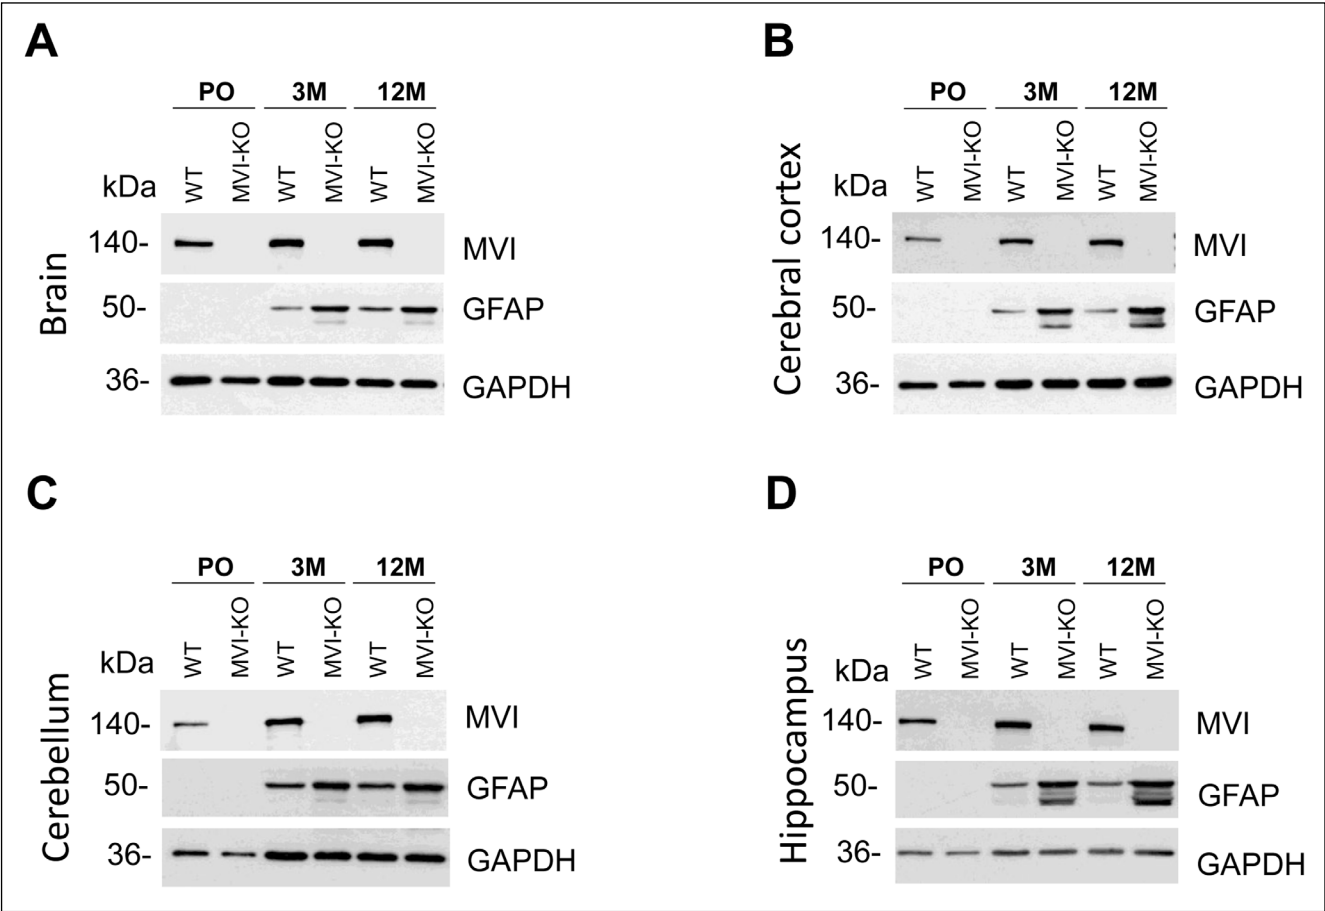 A
PO 3M 12M
WT MVI-KO WT MVI-KO WT MVI-KO
kDa
Brain
140- MVI
50- GFAP
36- GAPDH
B
PO 3M 12M
WT MVI-KO WT MVI-KO WT MVI-KO
kDa
Cerebral cortex
140- MVI
50- GFAP
36- GAPDH
C
PO 3M 12M
WT MVI-KO WT MVI-KO WT MVI-KO
kDa
Cerebellum
140- MVI
50- GFAP
36- GAPDH
D
PO 3M 12M
WT MVI-KO WT MVI-KO WT MVI-KO
kDa
Hippocampus
140- MVI
50- GFAP
36- GAPDH